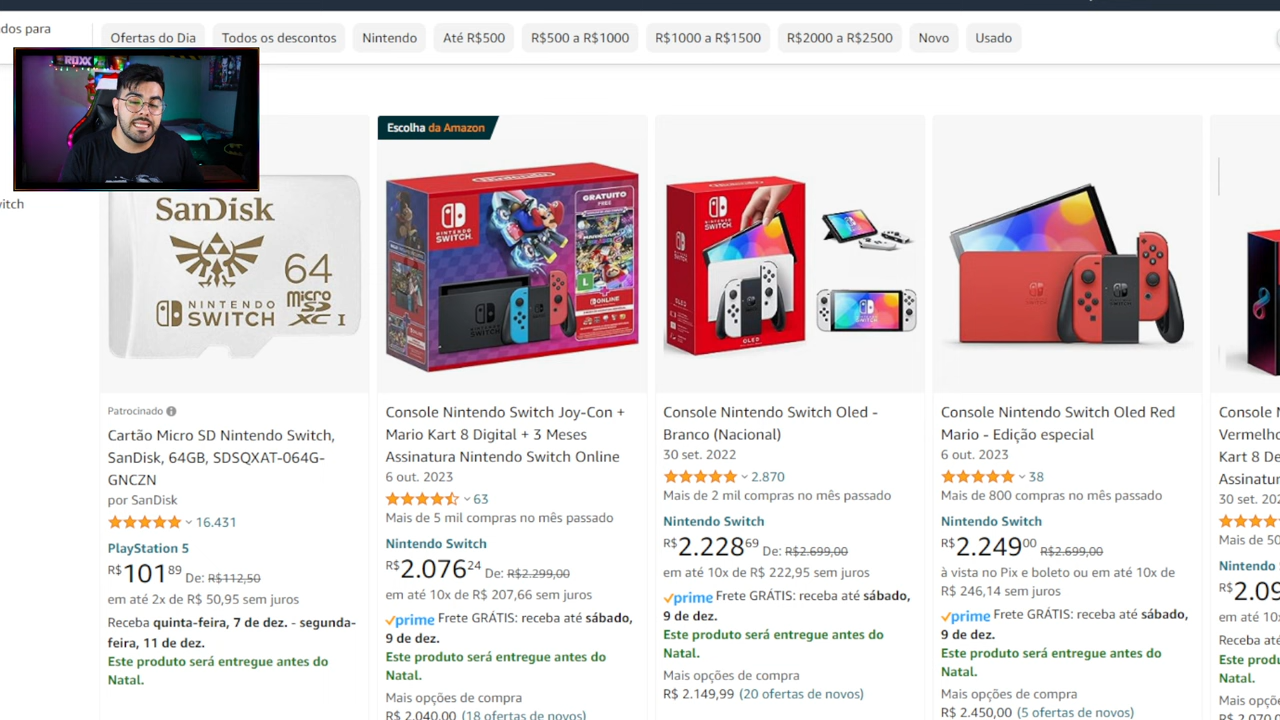 dos para
Ofertas do Dia
Todos os descontos
Nintendo
Até R$500
R$500 a R$1000
R$1000 a R$1500
R$2000 a R$2500
Novo
Usado
witch
SanDisk
64
NINTENDO
SWITCH
micro
SD
XC I
Patrocinado
Cartão Micro SD Nintendo Switch,
SanDisk, 64GB, SDSQXAT-064G-
GNCZN
por SanDisk
16.431
PlayStation 5
R$101 89 De: R$112,50
em até 2x de R$ 50,95 sem juros
Receba quinta-feira, 7 de dez. - segunda-
feira, 11 de dez.
Este produto será entregue antes do
Natal.
Escolha da Amazon
NINTENDO
SWITCH
GRATUITO
FREE
L
ONLINE
Console Nintendo Switch Joy-Con +
Mario Kart 8 Digital + 3 Meses
Assinatura Nintendo Switch Online
6 out. 2023
63
Mais de 5 mil compras no mês passado
Nintendo Switch
R$2.076 24 De: R$2.299,00
em até 10x de R$ 207,66 sem juros
prime Frete GRÁTIS: receba até sábado,
9 de dez.
Este produto será entregue antes do
Natal.
Mais opções de compra
R$ 2.040,00 (18 ofertas de novos)
NINTENDO
SWITCH
OLED
Console Nintendo Switch Oled -
Branco (Nacional)
30 set. 2022
2.870
Mais de 2 mil compras no mês passado
Nintendo Switch
R$2.228 69 De: R$2.699,00
em até 10x de R$ 222,95 sem juros
prime Frete GRÁTIS: receba até sábado,
9 de dez.
Este produto será entregue antes do
Natal.
Mais opções de compra
R$ 2.149,99 (20 ofertas de novos)
Console Nintendo Switch Oled Red
Mario - Edição especial
6 out. 2023
38
Mais de 800 compras no mês passado
Nintendo Switch
R$2.249 00 R$2.699,00
à vista no Pix e boleto ou em até 10x de
R$ 246,14 sem juros
prime Frete GRÁTIS: receba até sábado,
9 de dez.
Este produto será entregue antes do
Natal.
Mais opções de compra
R$ 2.450,00 (5 ofertas de novos)
Console N
Vermelho
Kart 8 De
Assinatur
30 set. 202
Mais de 50
Nintendo
R$2.09
em até 10
Receba até
Este produ
Natal.
Mais opçõ